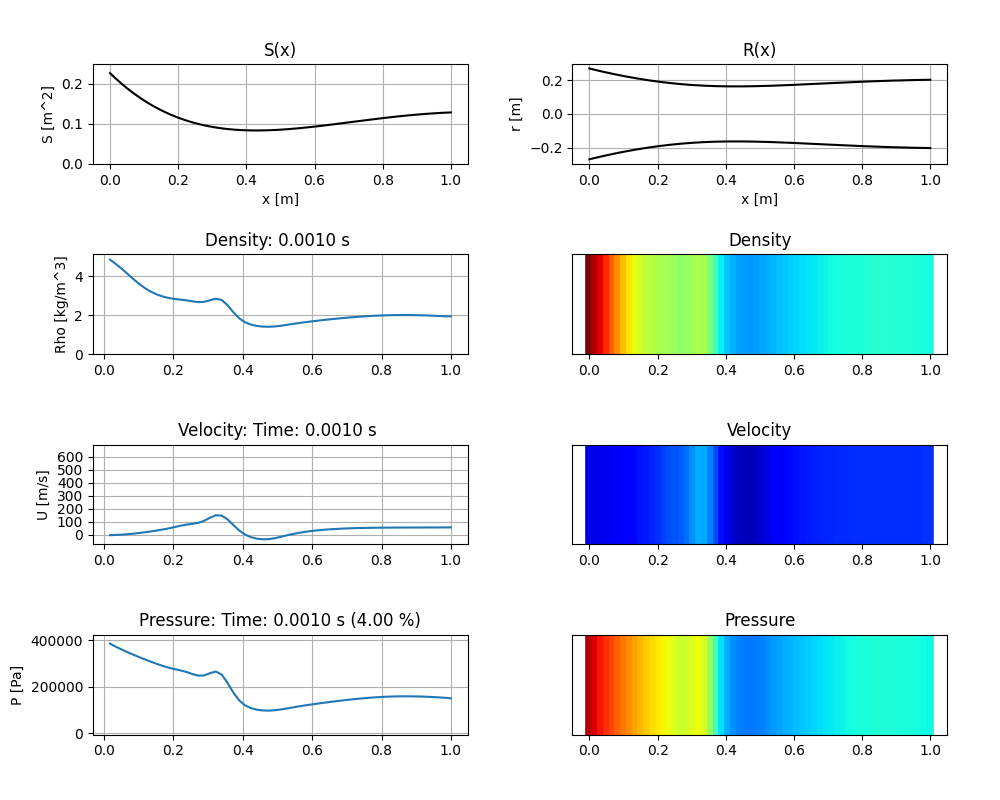 S(x)
S [m^2]
0.2
0.1
0.0
0.0 0.2 0.4 0.6 0.8 1.0
x [m]
R(x)
r [m]
0.2
0.0
−0.2
0.0 0.2 0.4 0.6 0.8 1.0
x [m]
Density: 0.0010 s
Rho [kg/m^3]
4
2
0
0.0 0.2 0.4 0.6 0.8 1.0
Density
0.0 0.2 0.4 0.6 0.8 1.0
Velocity: Time: 0.0010 s
U [m/s]
600
500
400
300
200
100
0
0.0 0.2 0.4 0.6 0.8 1.0
Velocity
0.0 0.2 0.4 0.6 0.8 1.0
Pressure: Time: 0.0010 s (4.00 %)
P [Pa]
400000
200000
0
0.0 0.2 0.4 0.6 0.8 1.0
Pressure
0.0 0.2 0.4 0.6 0.8 1.0